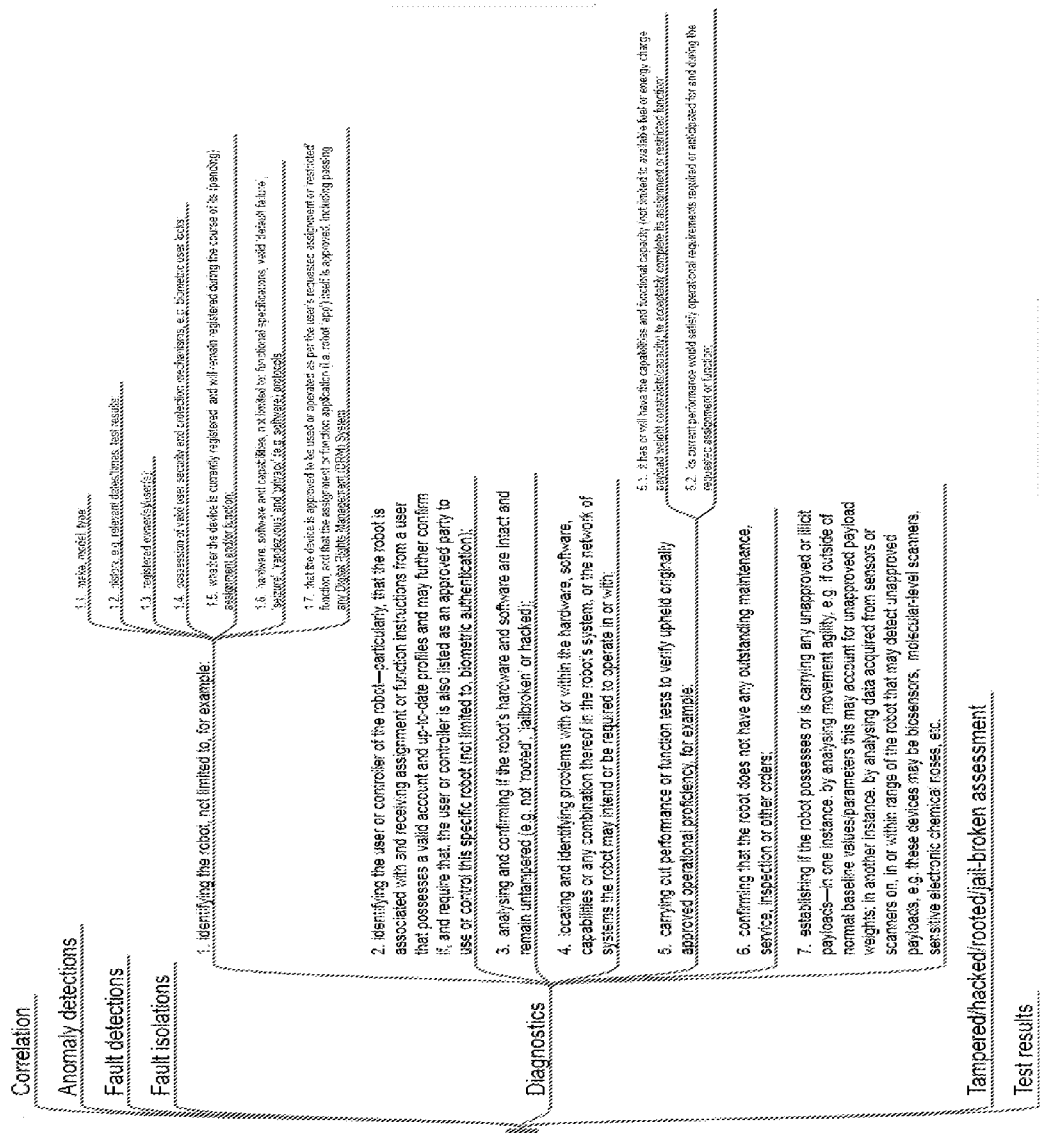 Correlation
Anomaly detections
Fault detections
Fault isolations
Diagnostics
1. identifying the robot, not limited to, for example:
1.1. make, model, type
1.2. history, e.g. relevant dates/times, test results
1.3. registered owner(s)/user(s);
1.4. possession of valid user security and protection mechanisms, e.g. biometric user locks
1.5. whether the device is currently registered, and will remain registered during the course of its (pending)
assignment and/or function;
1.6. hardware, software and capabilities, not limited to: functional specifications, valid 'default failure',
'seizure', 'rendezvous' and 'privacy' (e.g. software) protocols
1.7. that the device is approved to be used or operated as per the user's requested assignment or 'restricted'
function, and that the assignment or function application (i.e. robot 'app') itself is approved, including passing
any Digital Rights Management (DRM) System
2. identifying the user or controller of the robot—particularly, that the robot is
associated with and receiving assignment or function instructions from a user
that possesses a valid account and up-to-date profiles and may further confirm
if, and require that, the user or controller is also listed as an approved party to
use or control this specific robot (not limited to, biometric authentication);
3. analysing and confirming if the robot's hardware and software are intact and
remain untampered (e.g. not 'rooted', 'jailbroken' or hacked);
4. locating and identifying problems with or within the hardware, software,
capabilities or any combination thereof in the robot's system, or the network of
systems the robot may intend or be required to operate in or with;
5. carrying out performance or function tests to verify upheld originally
approved operational proficiency, for example:
5.1. it has or will have the capabilities and functional capacity (not limited to available fuel or energy charge
payload weight constraints/capacity) to acceptably complete its assignment or restricted function;
5.2. its current performance would satisfy operational requirements required or anticipated for and during the
requested assignment or function;
6. confirming that the robot does not have any outstanding maintenance,
service, inspection or other orders;
7. establishing if the robot possesses or is carrying any unapproved or illicit
payloads—in one instance, by analysing movement agility, e.g. if outside of
normal baseline values/parameters this may account for unapproved payload
weights; in another instance, by analysing data acquired from sensors or
scanners on, in or within range of the robot that may detect unapproved
payloads, e.g. these devices may be biosensors, molecular-level scanners,
sensitive electronic chemical noses, etc.
Tampered/hacked/rooted/jail-broken assessment
Test results